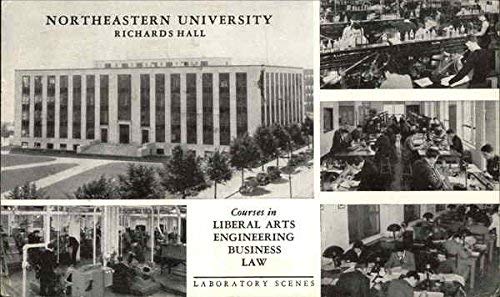 NORTHEASTERN UNIVERSITY
RICHARDS HALL
Courses in
LIBERAL ARTS
ENGINEERING
BUSINESS
LAW
LABORATORY SCENES